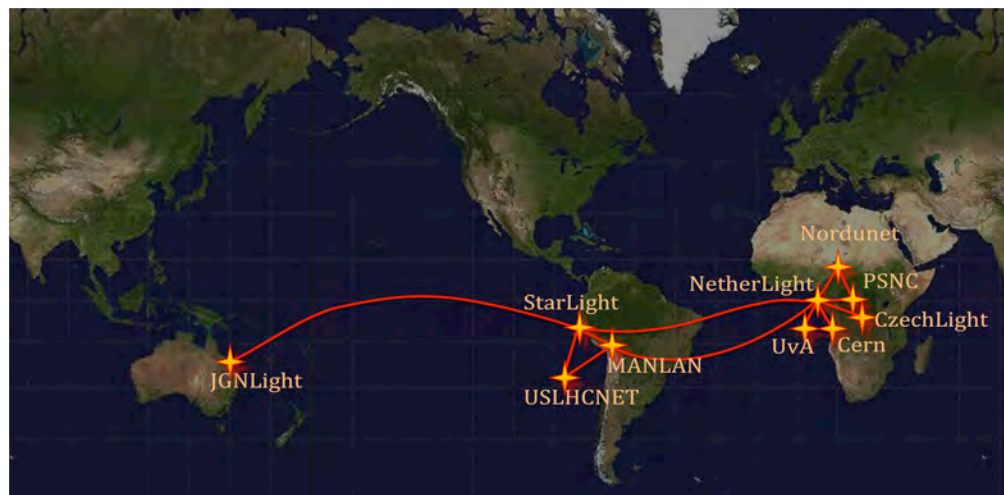 Nordunet
NetherLight
PSNC
StarLight
CzechLight
UvA
Cern
MANLAN
JGNLight
USLHCNET